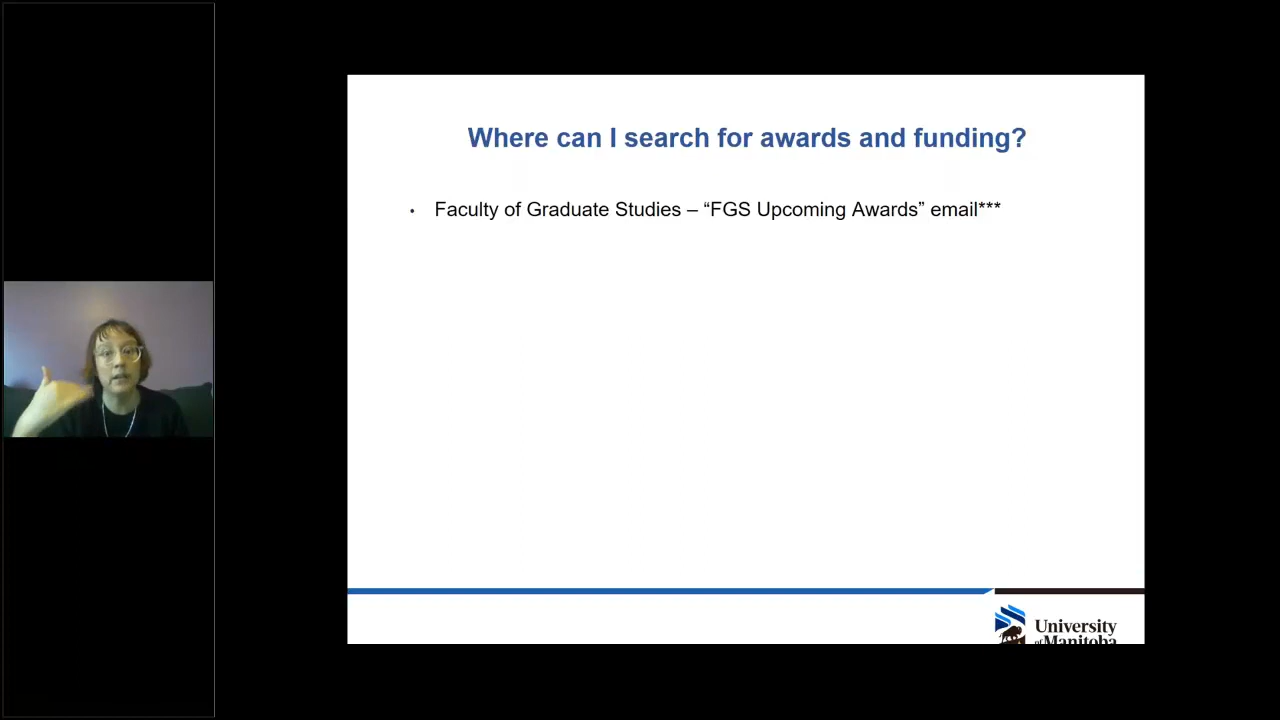 Where can I search for awards and funding?
• Faculty of Graduate Studies – “FGS Upcoming Awards” email***
University
of Manitoba